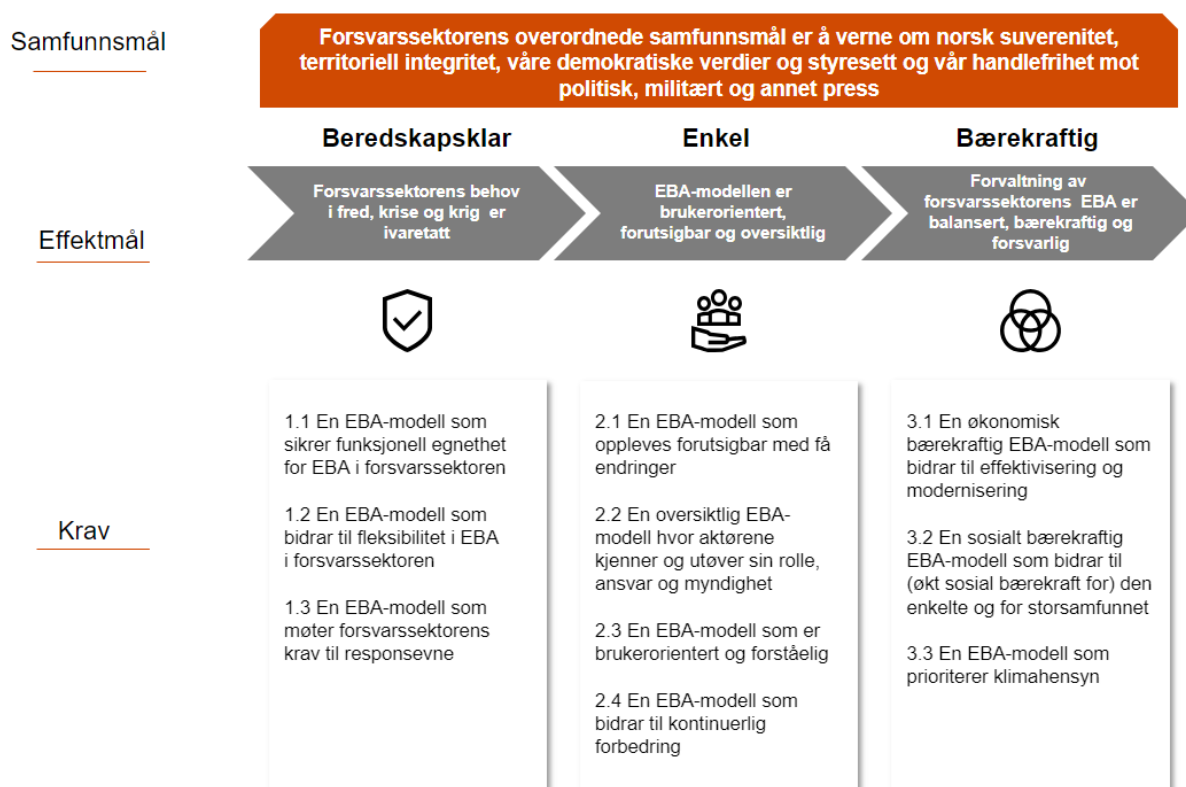 Samfunnsmål
Forsvarssektorens overordnede samfunnsmål er å verne om norsk suverenitet,
territoriell integritet, våre demokratiske verdier og styresett og vår handlefrihet mot
politisk, militært og annet press
Beredskapsklar
Enkel
Bærekraftig
Effektmål
Forsvarssektorens behov
i fred, krise og krig er
ivaretatt
EBA-modellen er
brukerorientert,
forutsigbar og oversiktlig
Forvaltning av
forsvarssektorens EBA er
balansert, bærekraftig og
forsvarlig
Krav
1.1 En EBA-modell som
sikrer funksjonell egnethet
for EBA i forsvarssektoren
1.2 En EBA-modell som
bidrar til fleksibilitet i EBA
i forsvarssektoren
1.3 En EBA-modell som
møter forsvarssektorens
krav til responsevne
2.1 En EBA-modell som
oppleves forutsigbar med få
endringer
2.2 En oversiktlig EBA-
modell hvor aktørene
kjenner og utøver sin rolle,
ansvar og myndighet
2.3 En EBA-modell som er
brukerorientert og forståelig
2.4 En EBA-modell som
bidrar til kontinuerlig
forbedring
3.1 En økonomisk
bærekraftig EBA-modell som
bidrar til effektivisering og
modernisering
3.2 En sosialt bærekraftig
EBA-modell som bidrar til
(økt sosial bærekraft for) den
enkelte og for storsamfunnet
3.3 En EBA-modell som
prioriterer klimahensyn